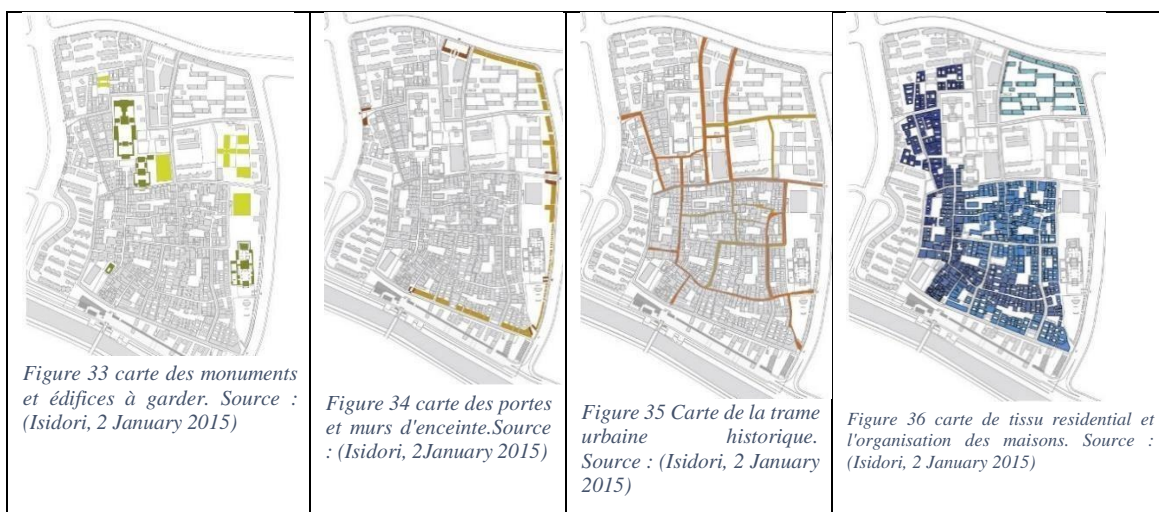 Figure 33 carte des monuments
et édifices à garder. Source :
(Isidori, 2 January 2015)
Figure 34 carte des portes
et murs d'enceinte.Source
: (Isidori, 2January 2015)
Figure 35 Carte de la trame
urbaine historique.
Source : (Isidori, 2 January
2015)
Figure 36 carte de tissu residential et
l'organisation des maisons. Source :
(Isidori, 2 January 2015)